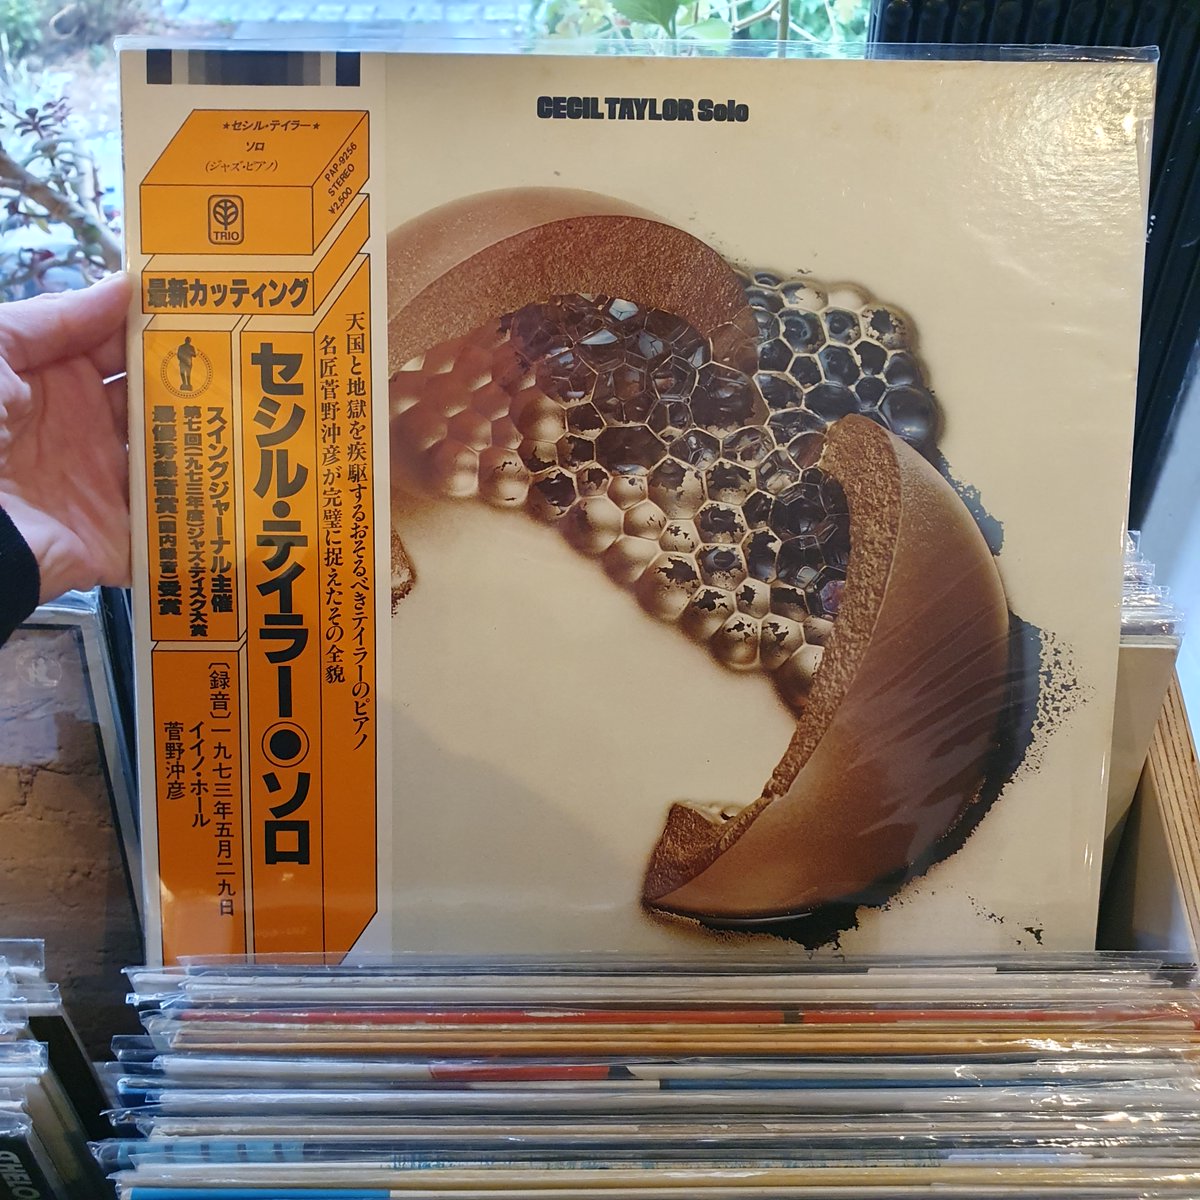 CECIL TAYLOR Solo
★セシル・テイラー★
ソロ
(ジャズ・ピアノ)
PAP-9256
STEREO
¥2,500
TRIO
最新カッティング
天国と地獄を疾駆するおそるべきテイラーのピアノ
名匠菅野沖彦が完璧に捉えたその全貌
セシル・テイラー◉ソロ
スイングジャーナル主催
第七回(一九七三年度)ジャズ・ディスク大賞
最優秀録音賞(国内録音)受賞
〔録音〕一九七三年五月二九日
イイノ・ホール
菅野沖彦